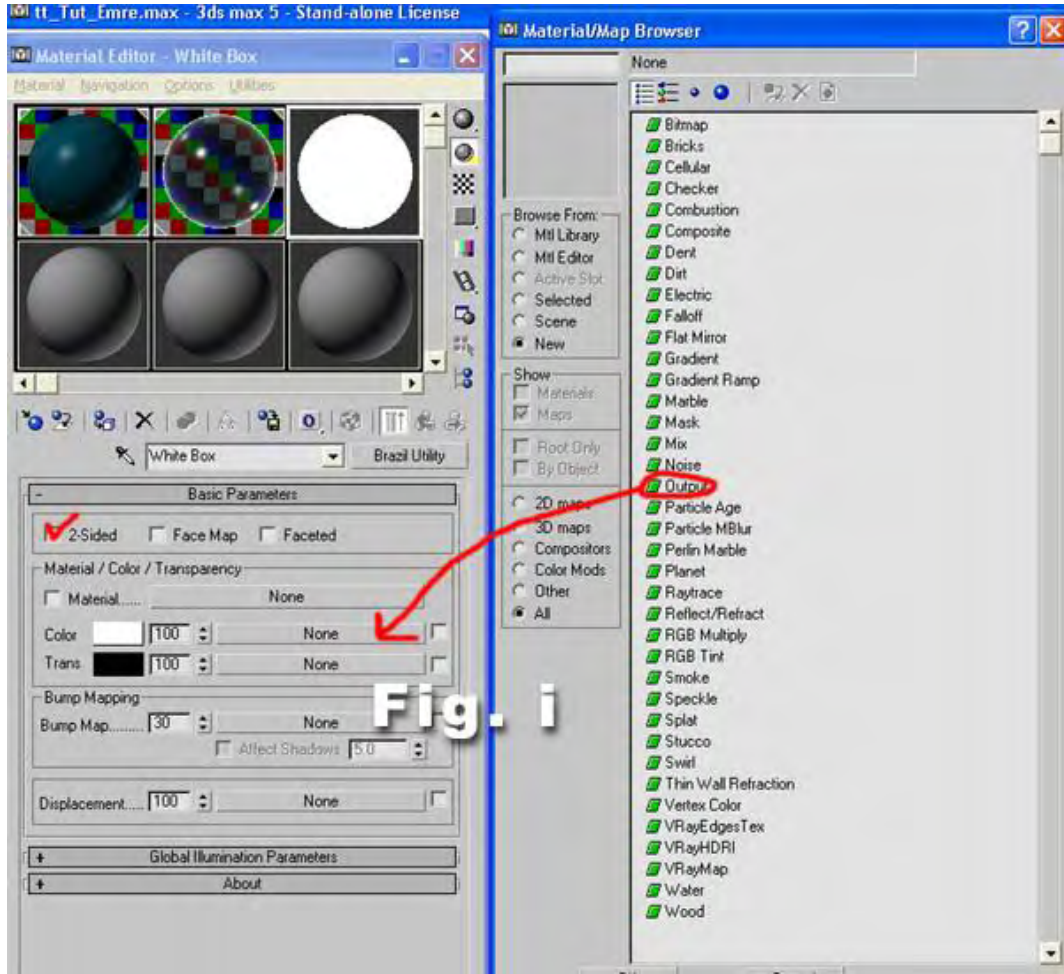 tt_Tut_Emre.max - 3ds max 5 - Stand-alone License
Material Editor - White Box
Material Navigation Options Utilities
White Box
Brazil Utility
- Basic Parameters
2-Sided Face Map Faceted
Material / Color / Transparency
Material...... None
Color 100 None
Trans 100 None
Bump Mapping
Bump Map......... 30 None
Affect Shadows 5.0
Displacement..... 100 None
+ Global Illumination Parameters
+ About
Fig. i
Material/Map Browser
None
Browse From:
Mtl Library
Mtl Editor
Active Slot
Selected
Scene
New
Show
Materials
Maps
Root Only
By Object
2D maps
3D maps
Compositors
Color Mods
Other
All
Bitmap
Bricks
Cellular
Checker
Combustion
Composite
Dent
Dirt
Electric
Falloff
Flat Mirror
Gradient
Gradient Ramp
Marble
Mask
Mix
Noise
Output
Particle Age
Particle MBlur
Perlin Marble
Planet
Raytrace
Reflect/Refract
RGB Multiply
RGB Tint
Smoke
Speckle
Splat
Stucco
Swirl
Thin Wall Refraction
Vertex Color
VRayEdgesTex
VRayHDRI
VRayMap
Water
Wood